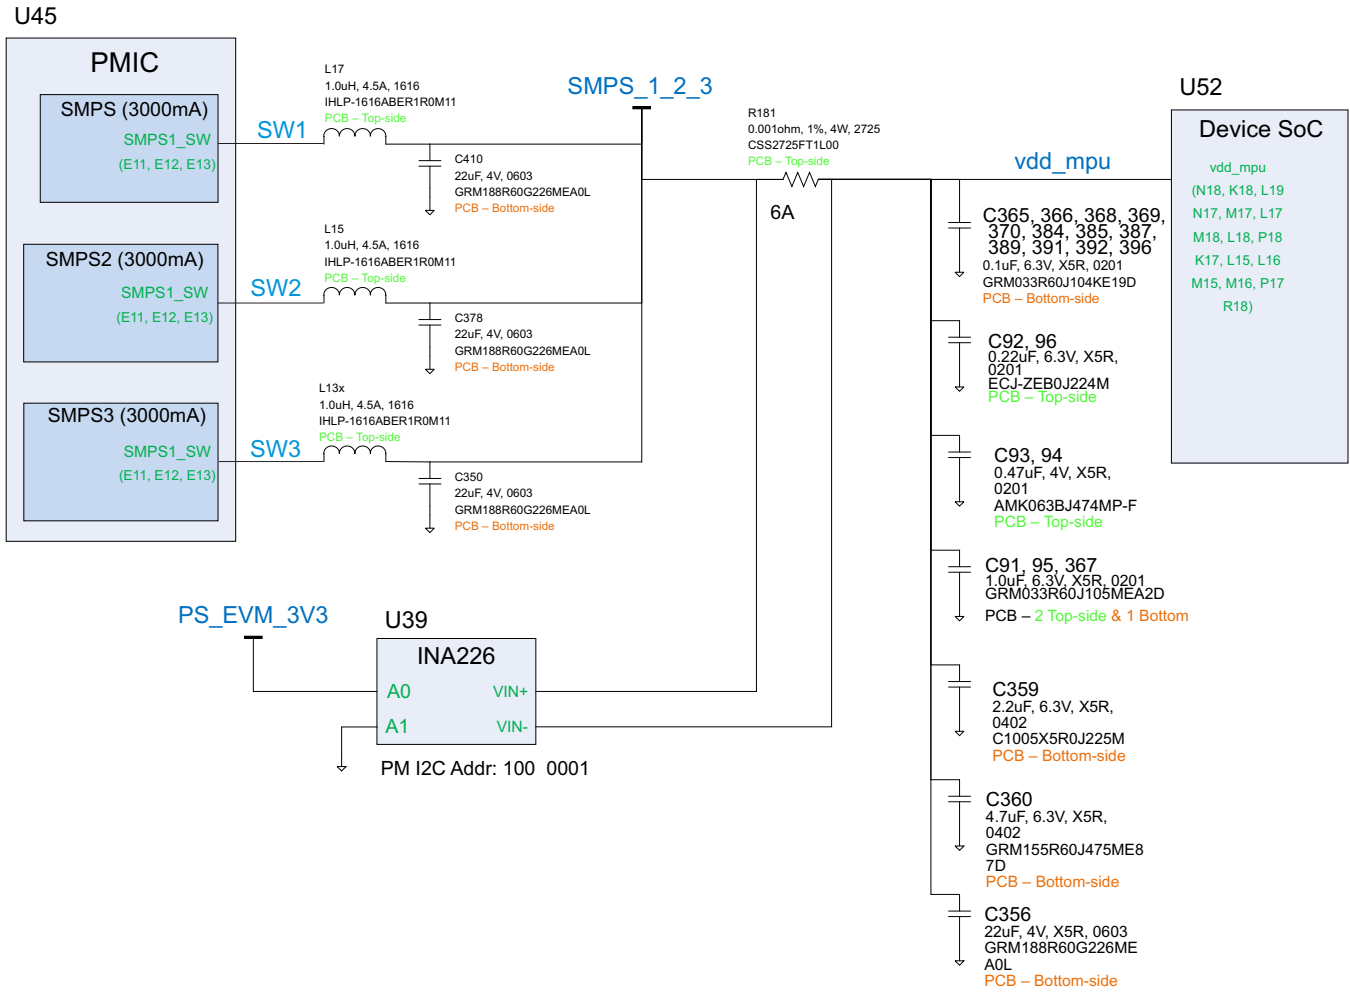 U45
PMIC
SMPS (3000mA)
SMPS1_SW
(E11, E12, E13)
SW1
L17
1.0uH, 4.5A, 1616
IHLP-1616ABER1R0M11
PCB – Top-side
C410
22uF, 4V, 0603
GRM188R60G226MEA0L
PCB – Bottom-side
SMPS2 (3000mA)
SMPS1_SW
(E11, E12, E13)
SW2
L15
1.0uH, 4.5A, 1616
IHLP-1616ABER1R0M11
PCB – Top-side
C378
22uF, 4V, 0603
GRM188R60G226MEA0L
PCB – Bottom-side
SMPS3 (3000mA)
SMPS1_SW
(E11, E12, E13)
SW3
L13x
1.0uH, 4.5A, 1616
IHLP-1616ABER1R0M11
PCB – Top-side
C350
22uF, 4V, 0603
GRM188R60G226MEA0L
PCB – Bottom-side
SMPS_1_2_3
R181
0.001ohm, 1%, 4W, 2725
CSS2725FT1L00
PCB – Top-side
6A
vdd_mpu
U52
Device SoC
vdd_mpu
(N18, K18, L19
N17, M17, L17
M18, L18, P18
K17, L15, L16
M15, M16, P17
R18)
C365, 366, 368, 369,
370, 384, 385, 387,
389, 391, 392, 396
0.1uF, 6.3V, X5R, 0201
GRM033R60J104KE19D
PCB – Bottom-side
C92, 96
0.22uF, 6.3V, X5R,
0201
ECJ-ZEB0J224M
PCB – Top-side
C93, 94
0.47uF, 4V, X5R,
0201
AMK063BJ474MP-F
PCB – Top-side
C91, 95, 367
1.0uF, 6.3V, X5R, 0201
GRM033R60J105MEA2D
PCB – 2 Top-side & 1 Bottom
C359
2.2uF, 6.3V, X5R,
0402
C1005X5R0J225M
PCB – Bottom-side
C360
4.7uF, 6.3V, X5R,
0402
GRM155R60J475ME8
7D
PCB – Bottom-side
C356
22uF, 4V, X5R, 0603
GRM188R60G226ME
A0L
PCB – Bottom-side
PS_EVM_3V3
U39
INA226
A0
VIN+
A1
VIN-
PM I2C Addr: 100 0001